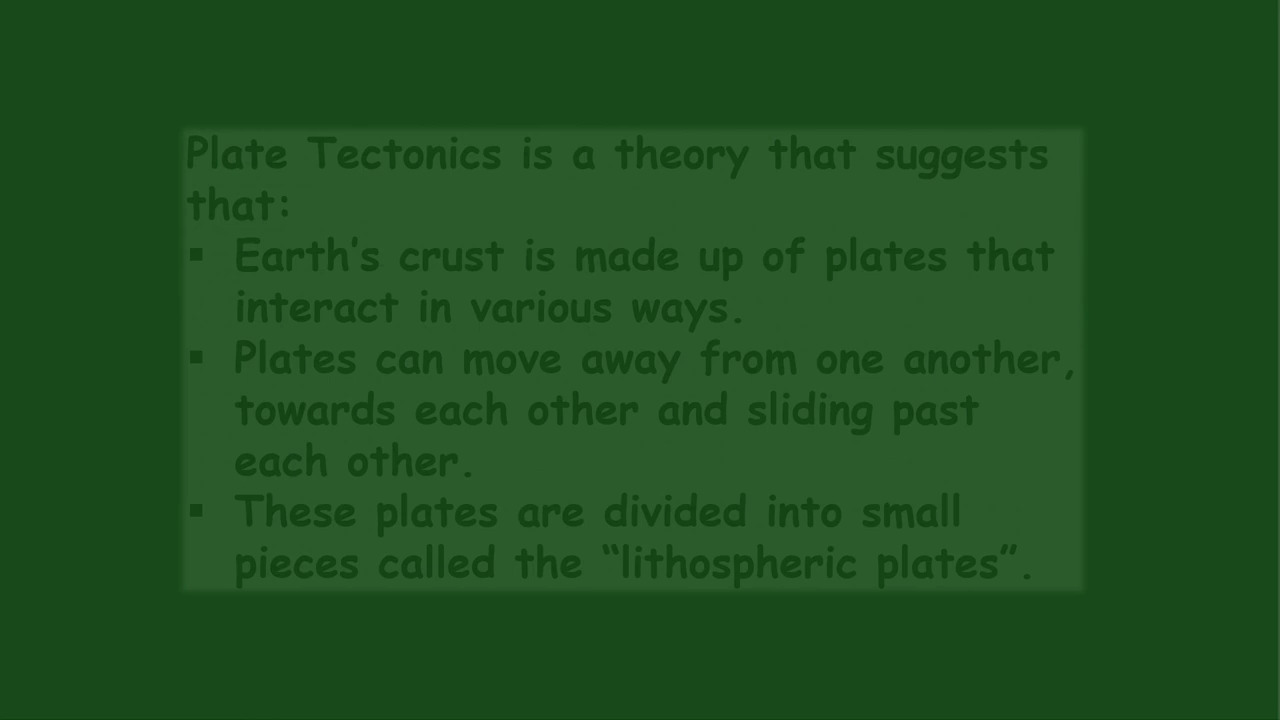 Plate Tectonics is a theory that suggests
that:
▪ Earth’s crust is made up of plates that
interact in various ways.
▪ Plates can move away from one another,
towards each other and sliding past
each other.
▪ These plates are divided into small
pieces called the “lithospheric plates”.